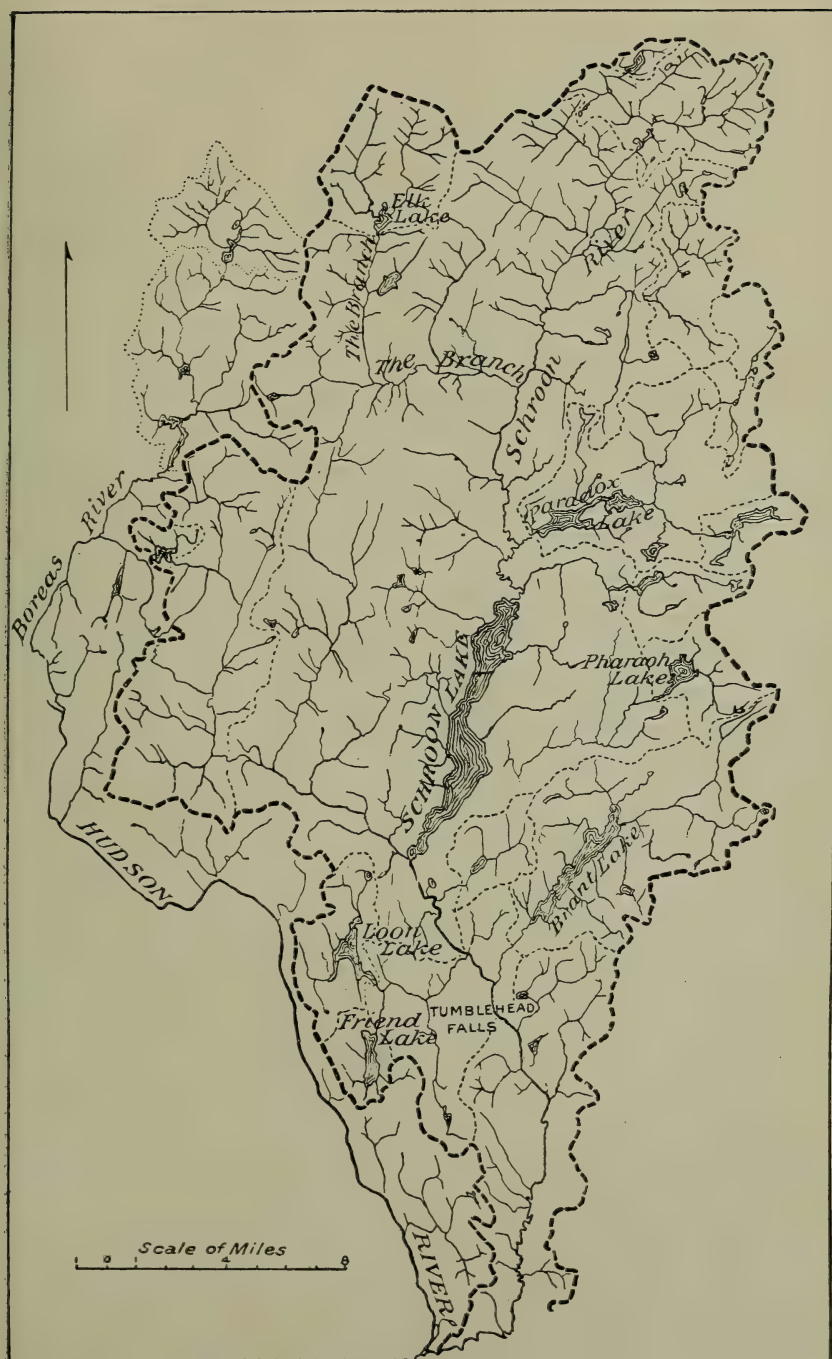 Elk
Lake
River
The Branch
The Branch
Schroon
Paradox
Lake
Boreas River
Pharaoh
Lake
SCHROON LAKE
HUDSON
Brant Lake
Loon
Lake
TUMBLEHEAD
FALLS
Friend
Lake
Scale of Miles
1 0 4 8
RIVER